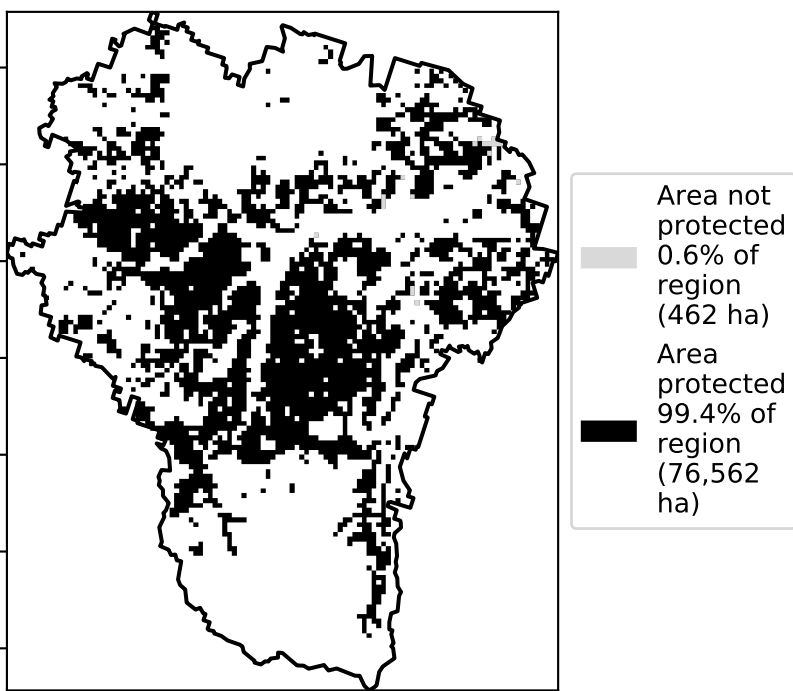 Area not
protected
0.6% of
region
(462 ha)
Area
protected
99.4% of
region
(76,562
ha)